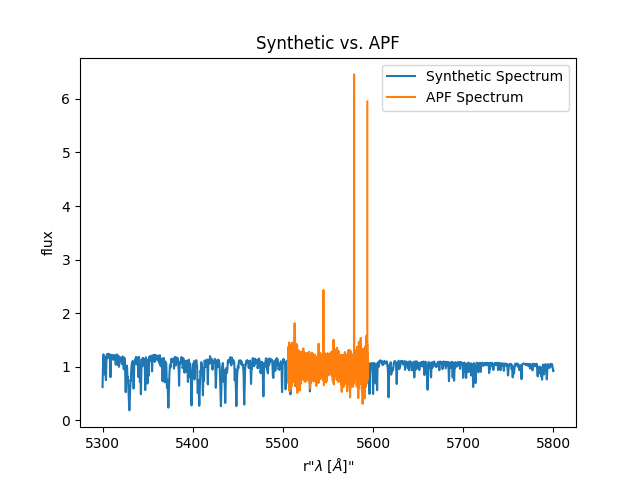 Synthetic vs. APF
Synthetic Spectrum
APF Spectrum
flux
6
5
4
3
2
1
0
5300 5400 5500 5600 5700 5800
r"λ [Å]"